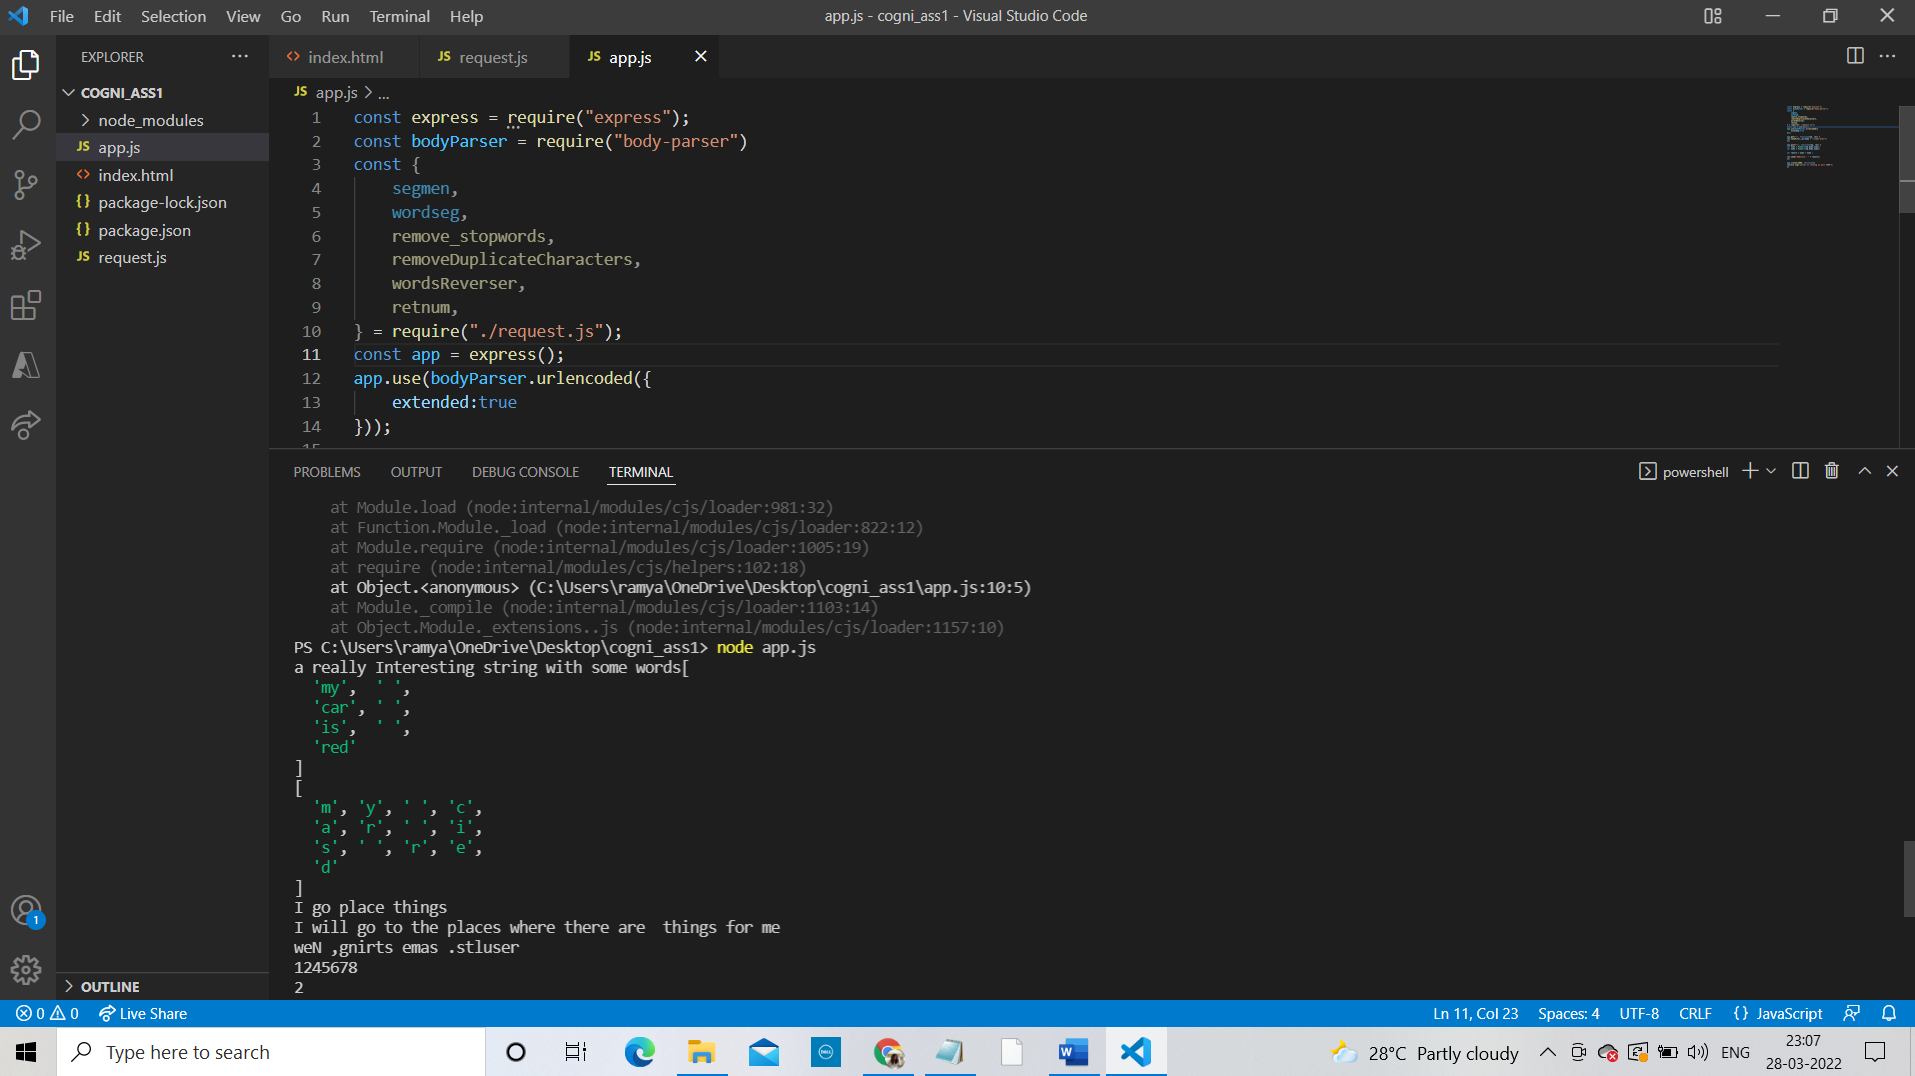 File Edit Selection View Go Run Terminal Help
app.js - cogni_ass1 - Visual Studio Code
EXPLORER
COGNI_ASS1
node_modules
JS app.js
<> index.html
{} package-lock.json
{} package.json
JS request.js
OUTLINE
<> index.html
JS request.js
JS app.js
JS app.js > ...
1 const express = require("express");
2 const bodyParser = require("body-parser")
3 const {
4 segmen,
5 wordseg,
6 remove_stopwords,
7 removeDuplicateCharacters,
8 wordsReverser,
9 retnum,
10 } = require("./request.js");
11 const app = express();
12 app.use(bodyParser.urlencoded({
13 extended:true
14 }));
PROBLEMS OUTPUT DEBUG CONSOLE TERMINAL
powershell
at Module.load (node:internal/modules/cjs/loader:981:32)
at Function.Module._load (node:internal/modules/cjs/loader:822:12)
at Module.require (node:internal/modules/cjs/loader:1005:19)
at require (node:internal/modules/cjs/helpers:102:18)
at Object.<anonymous> (C:\Users\ramya\OneDrive\Desktop\cogni_ass1\app.js:10:5)
at Module._compile (node:internal/modules/cjs/loader:1103:14)
at Object.Module._extensions..js (node:internal/modules/cjs/loader:1157:10)
PS C:\Users\ramya\OneDrive\Desktop\cogni_ass1> node app.js
a really Interesting string with some words[
'my', ' ',
'car', ' ',
'is', ' ',
'red'
]
[
'm', 'y', ' ', 'c',
'a', 'r', ' ', 'i',
's', ' ', 'r', 'e',
'd'
]
I go place things
I will go to the places where there are  things for me
weN ,gnirts emas .stluser
1245678
2
1
0 0 Live Share
Ln 11, Col 23 Spaces: 4 UTF-8 CRLF {} JavaScript
Type here to search
DELL
28°C Partly cloudy
ENG
23:07
28-03-2022